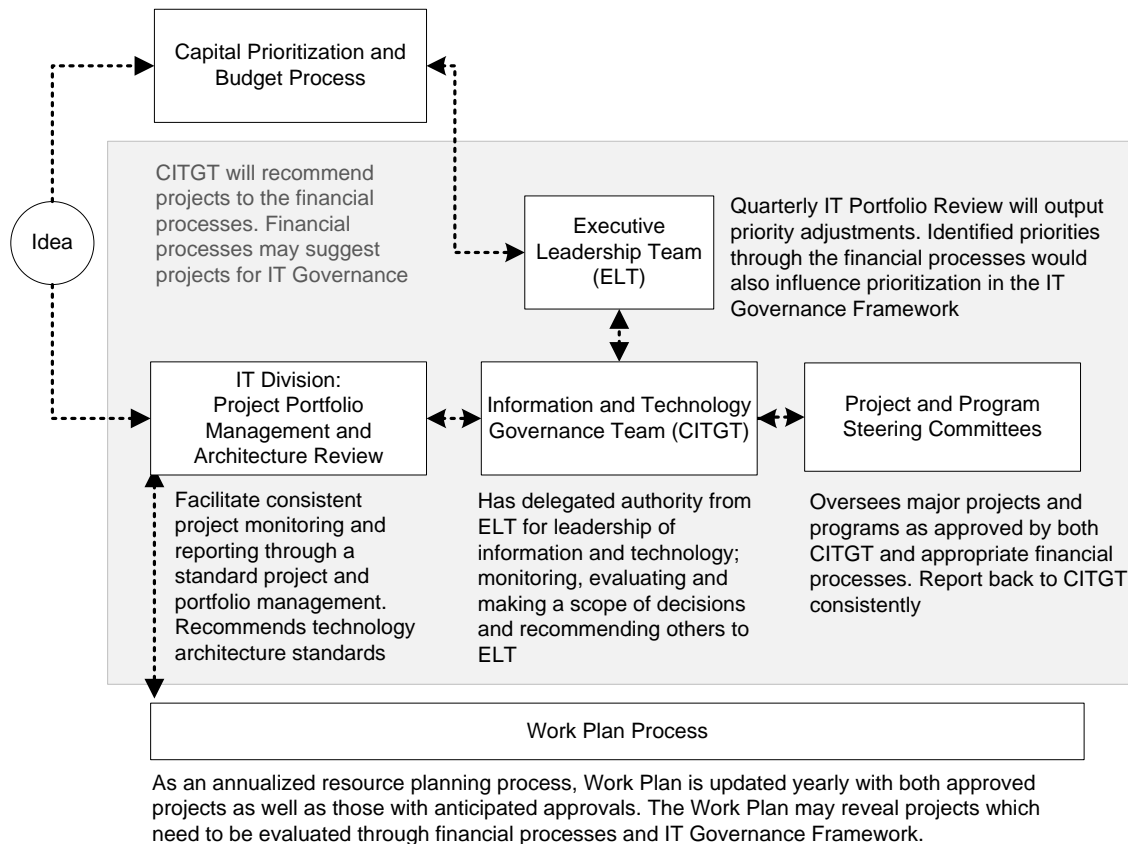 Capital Prioritization and
Budget Process
CITGT will recommend
projects to the financial
processes. Financial
processes may suggest
projects for IT Governance
Idea
Executive
Leadership Team
(ELT)
Quarterly IT Portfolio Review will output
priority adjustments. Identified priorities
through the financial processes would
also influence prioritization in the IT
Governance Framework
IT Division:
Project Portfolio
Management and
Architecture Review
Information and Technology
Governance Team (CITGT)
Project and Program
Steering Committees
Facilitate consistent
project monitoring and
reporting through a
standard project and
portfolio management.
Recommends technology
architecture standards
Has delegated authority from
ELT for leadership of
information and technology;
monitoring, evaluating and
making a scope of decisions
and recommending others to
ELT
Oversees major projects and
programs as approved by both
CITGT and appropriate financial
processes. Report back to CITGT
consistently
Work Plan Process
As an annualized resource planning process, Work Plan is updated yearly with both approved
projects as well as those with anticipated approvals. The Work Plan may reveal projects which
need to be evaluated through financial processes and IT Governance Framework.